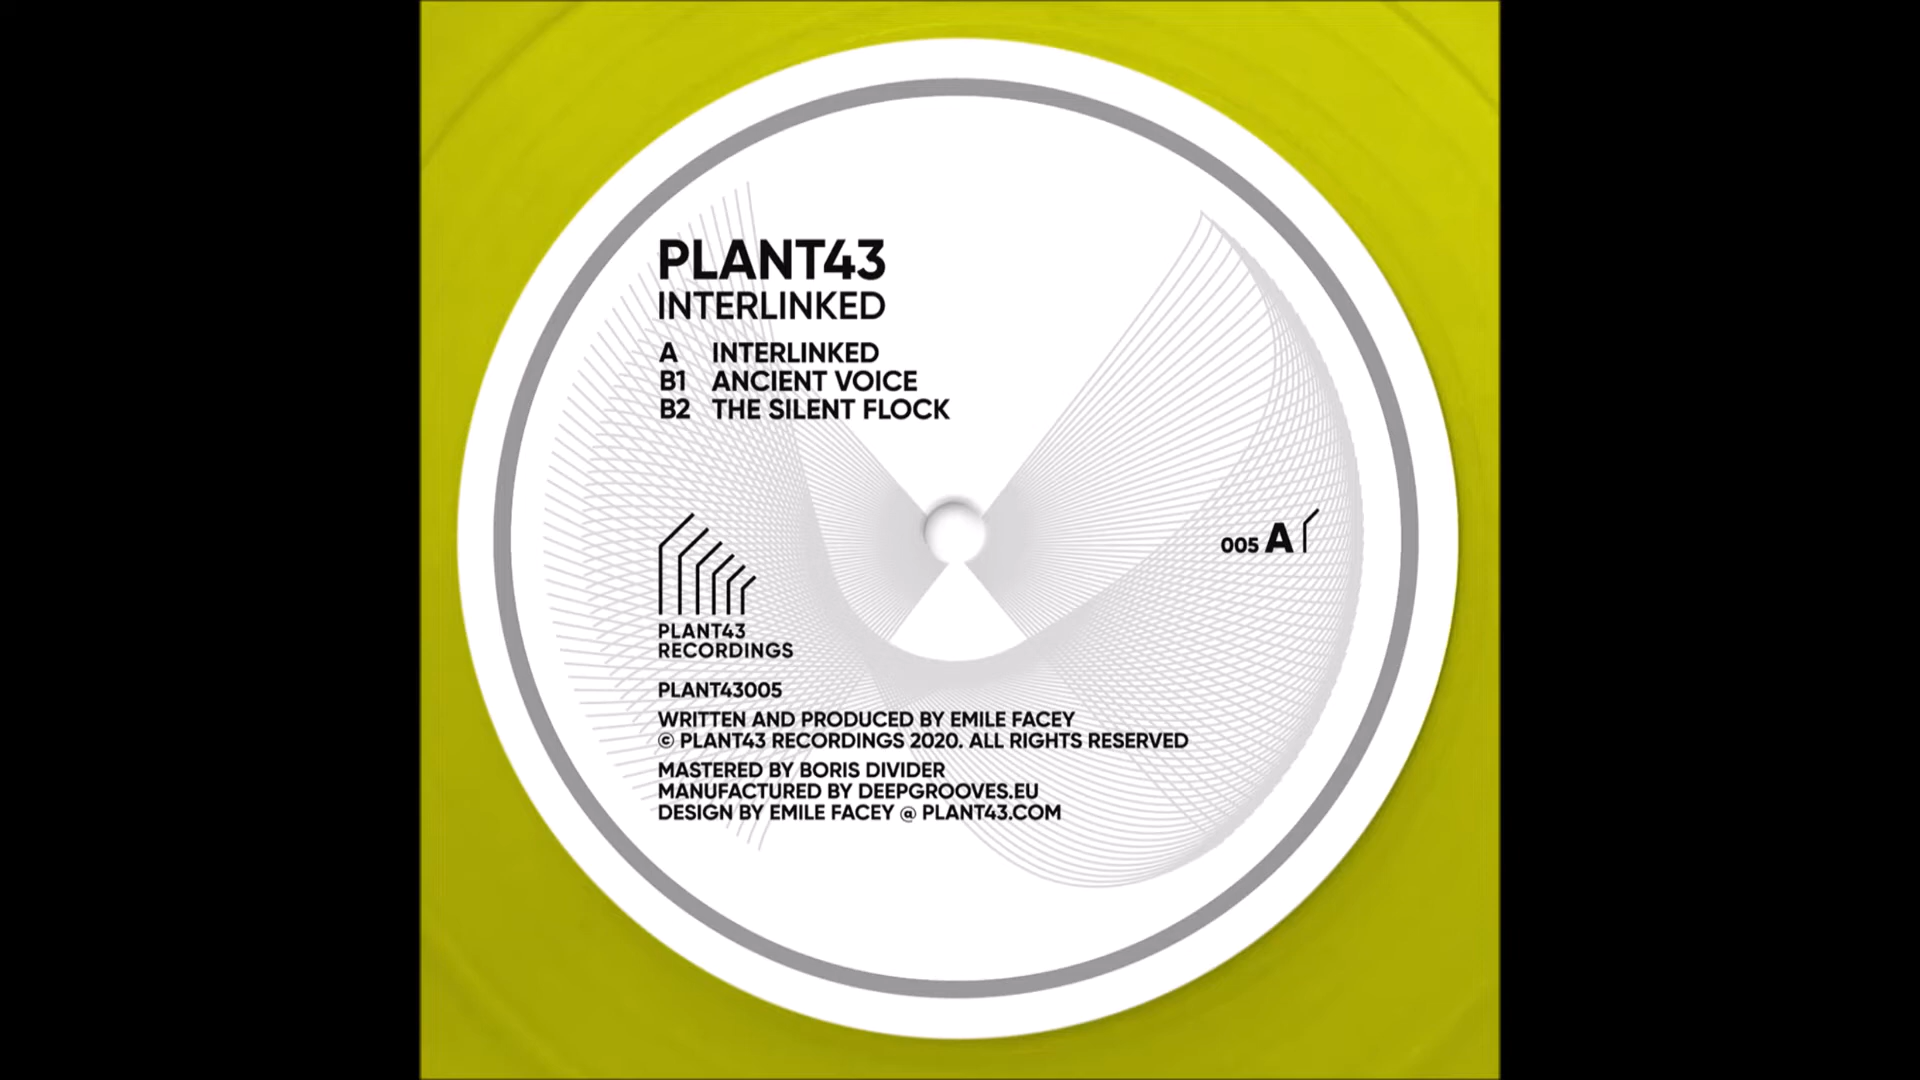 PLANT43
INTERLINKED
A INTERLINKED
B1 ANCIENT VOICE
B2 THE SILENT FLOCK
005 A
PLANT43
RECORDINGS
PLANT43005
WRITTEN AND PRODUCED BY EMILE FACEY
© PLANT43 RECORDINGS 2020. ALL RIGHTS RESERVED
MASTERED BY BORIS DIVIDER
MANUFACTURED BY DEEPGROOVES.EU
DESIGN BY EMILE FACEY @ PLANT43.COM